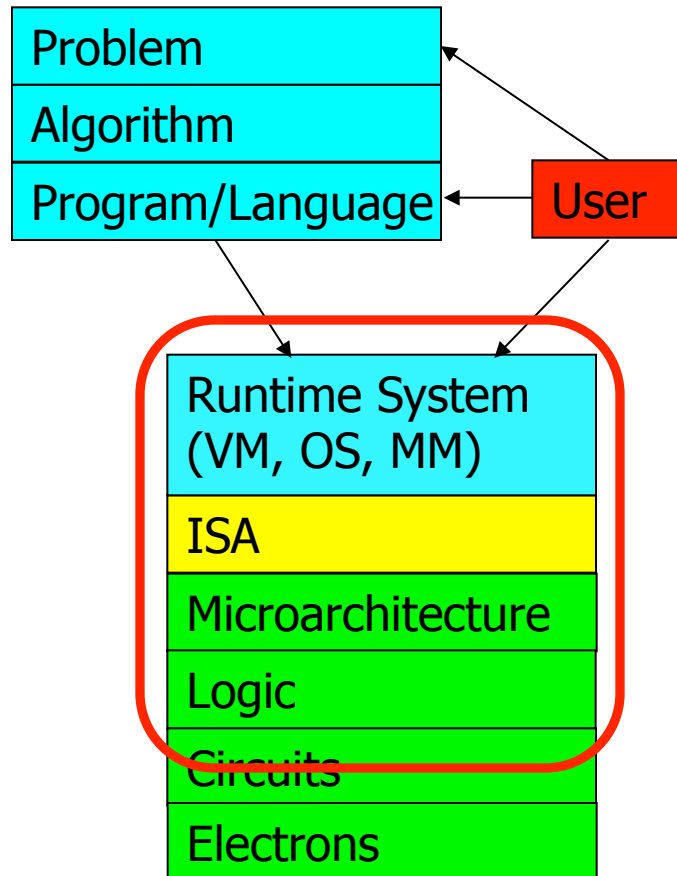 Problem
Algorithm
Program/Language
User
Runtime System
(VM, OS, MM)
ISA
Microarchitecture
Logic
Circuits
Electrons